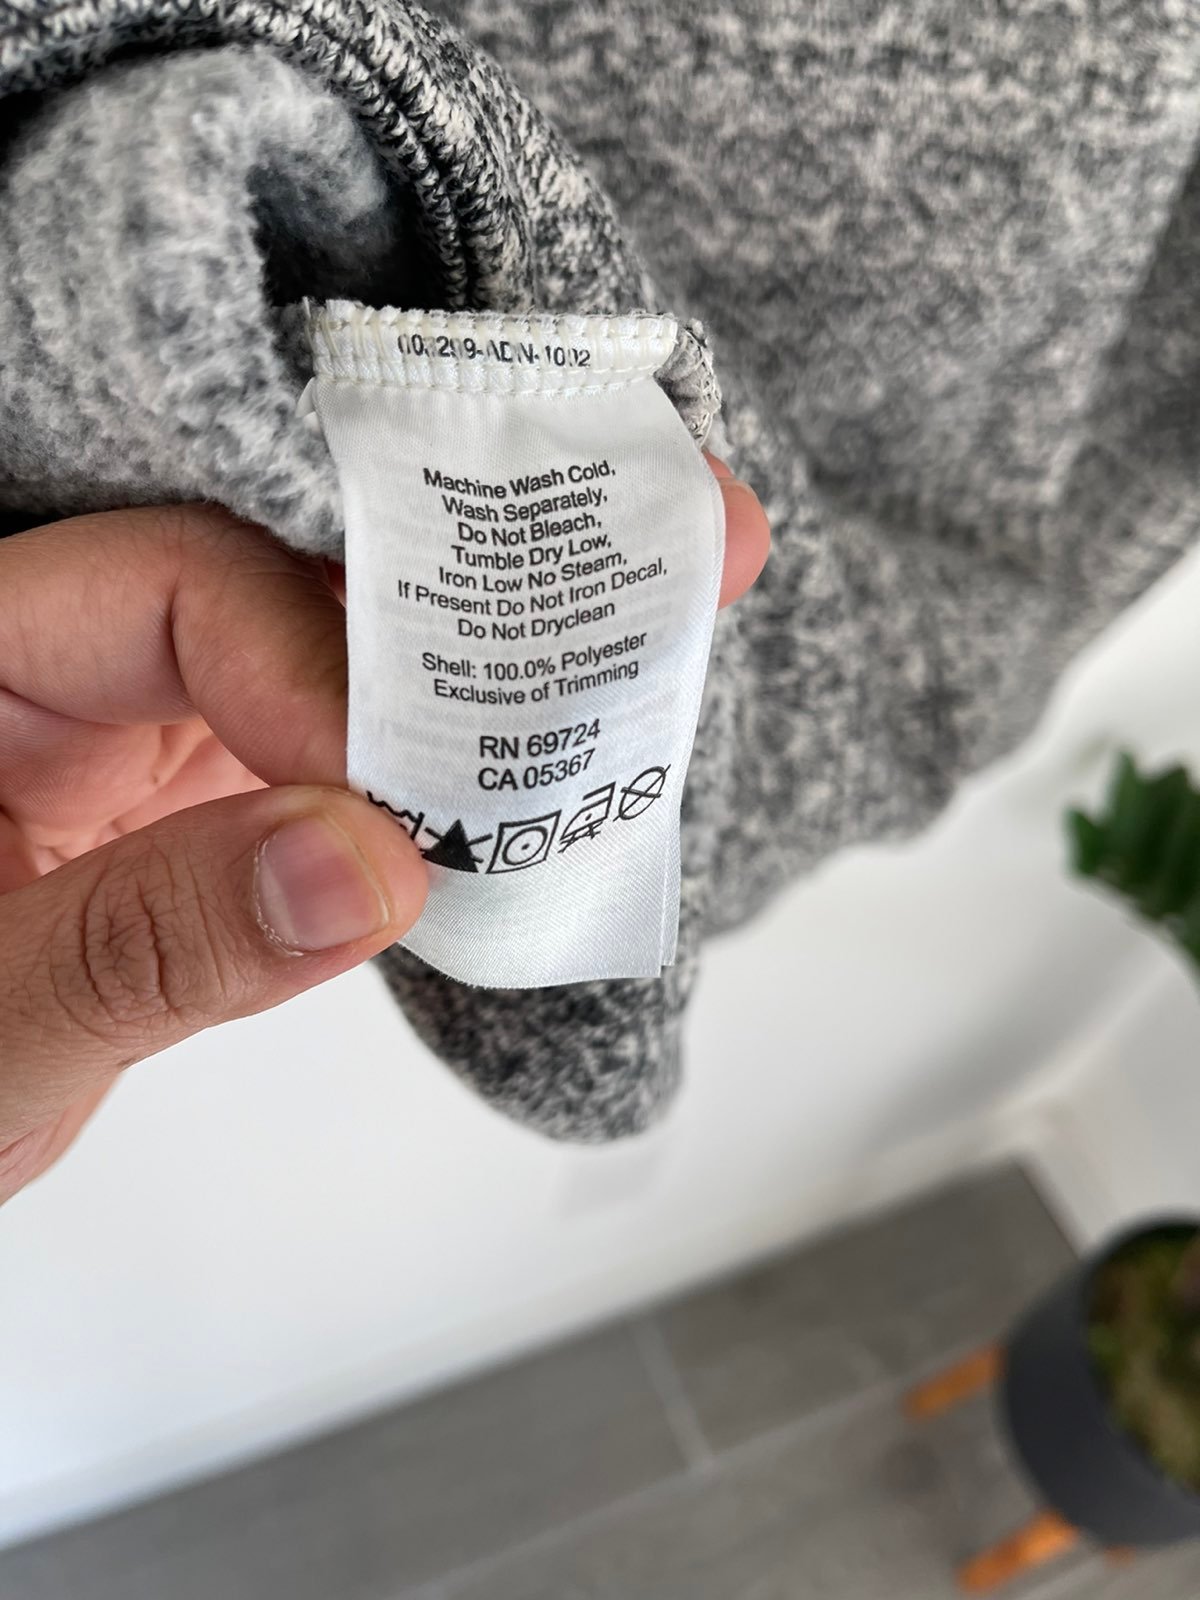 Machine Wash Cold,
Wash Separately,
Do Not Bleach,
Tumble Dry Low,
Iron Low No Steam,
If Present Do Not Iron Decal,
Do Not Dryclean
Shell: 100.0% Polyester
Exclusive of Trimming
RN 69724
CA 05367